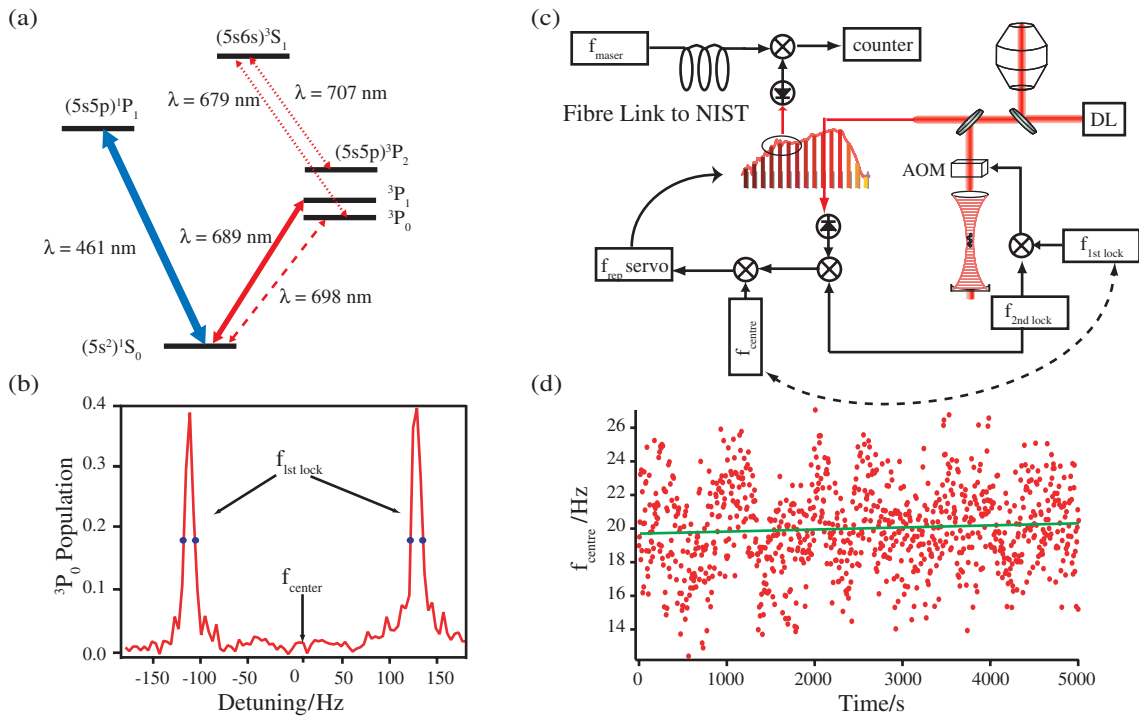 (a)
(5s6s)³S₁
(5s5p)¹P₁
λ = 679 nm
λ = 707 nm
(5s5p)³P₂
³P₁
³P₀
λ = 461 nm
λ = 689 nm
λ = 698 nm
(5s²)¹S₀
(b)
³P₀ Population
0.4
0.3
0.2
0.1
0.0
f1st lock
fcenter
-150
-100
-50
0
50
100
150
Detuning/Hz
(c)
fmaser
counter
Fibre Link to NIST
DL
AOM
f1st lock
f2nd lock
frep servo
fcentre
(d)
fcentre /Hz
26
24
22
20
18
16
14
0
1000
2000
3000
4000
5000
Time/s